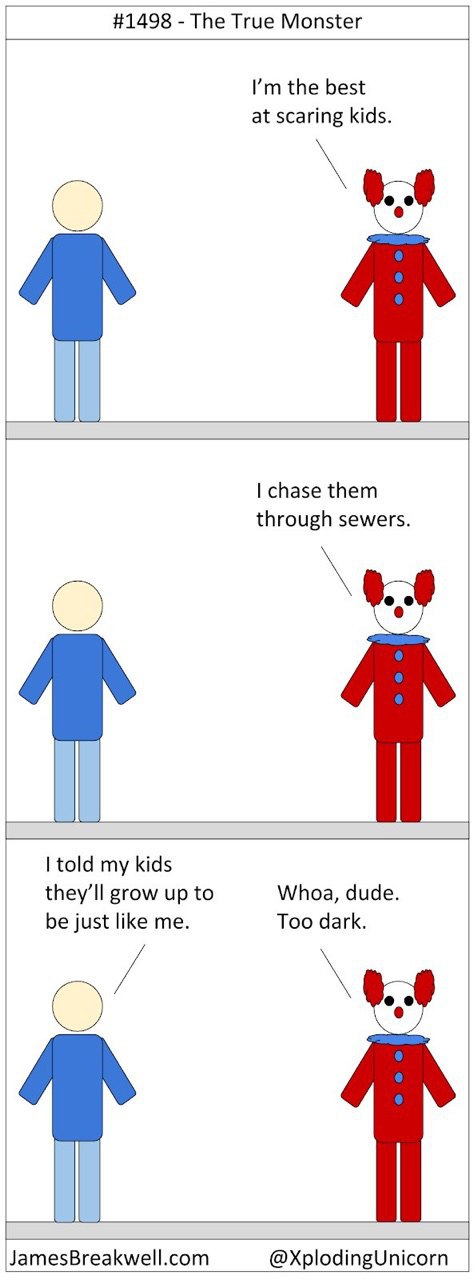 #1498 - The True Monster
I'm the best
at scaring kids.
I chase them
through sewers.
I told my kids
they'll grow up to
be just like me.
Whoa, dude.
Too dark.
JamesBreakwell.com @XplodingUnicorn